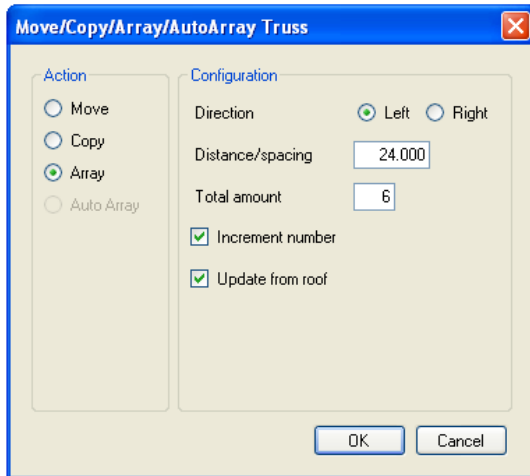 Move/Copy/Array/AutoArray Truss
Action
Move
Copy
Array
Auto Array
Configuration
Direction Left Right
Distance/spacing 24.000
Total amount 6
Increment number
Update from roof
OK Cancel